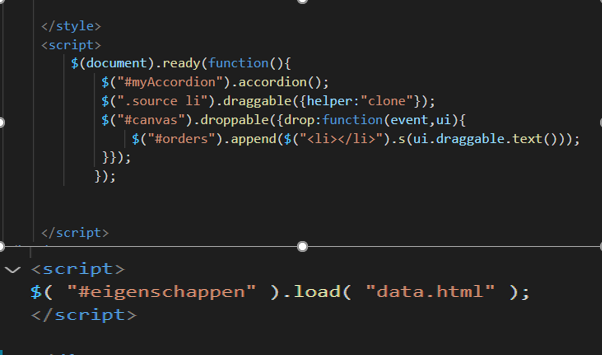 </style>
<script>
$(document).ready(function(){
$("#myAccordion").accordion();
$(".source li").draggable({helper:"clone"});
$("#canvas").droppable({drop:function(event,ui){
$("#orders").append($("<li></li>").s(ui.draggable.text()));
}});
});
</script>
<script>
$( "#eigenschappen" ).load( "data.html" );
</script>